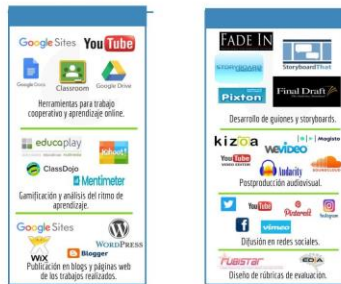 Google Sites YouTube
Google Docs
Classroom
Google Drive
Herramientas para trabajo
cooperativo y aprendizaje online.
educaplay
Kahoot!
ClassDojo
Mentimeter
Gamificación y análisis del ritmo de
aprendizaje.
Google Sites
WORDPRESS
WiX
Blogger
Publicación en blogs y páginas web
de los trabajos realizados.
FADE IN
StoryboardThat
Pixton
Final Draft
Desarrollo de guiones y storyboards.
kizoa
Magisto
wevideo
YouTube
VIDEO EDITOR
Audacity
Postproducción audiovisual.
YouTube
Pinterest
Instagram
vimeo
Difusión en redes sociales.
rubistar
Diseño de rúbricas de evaluación.